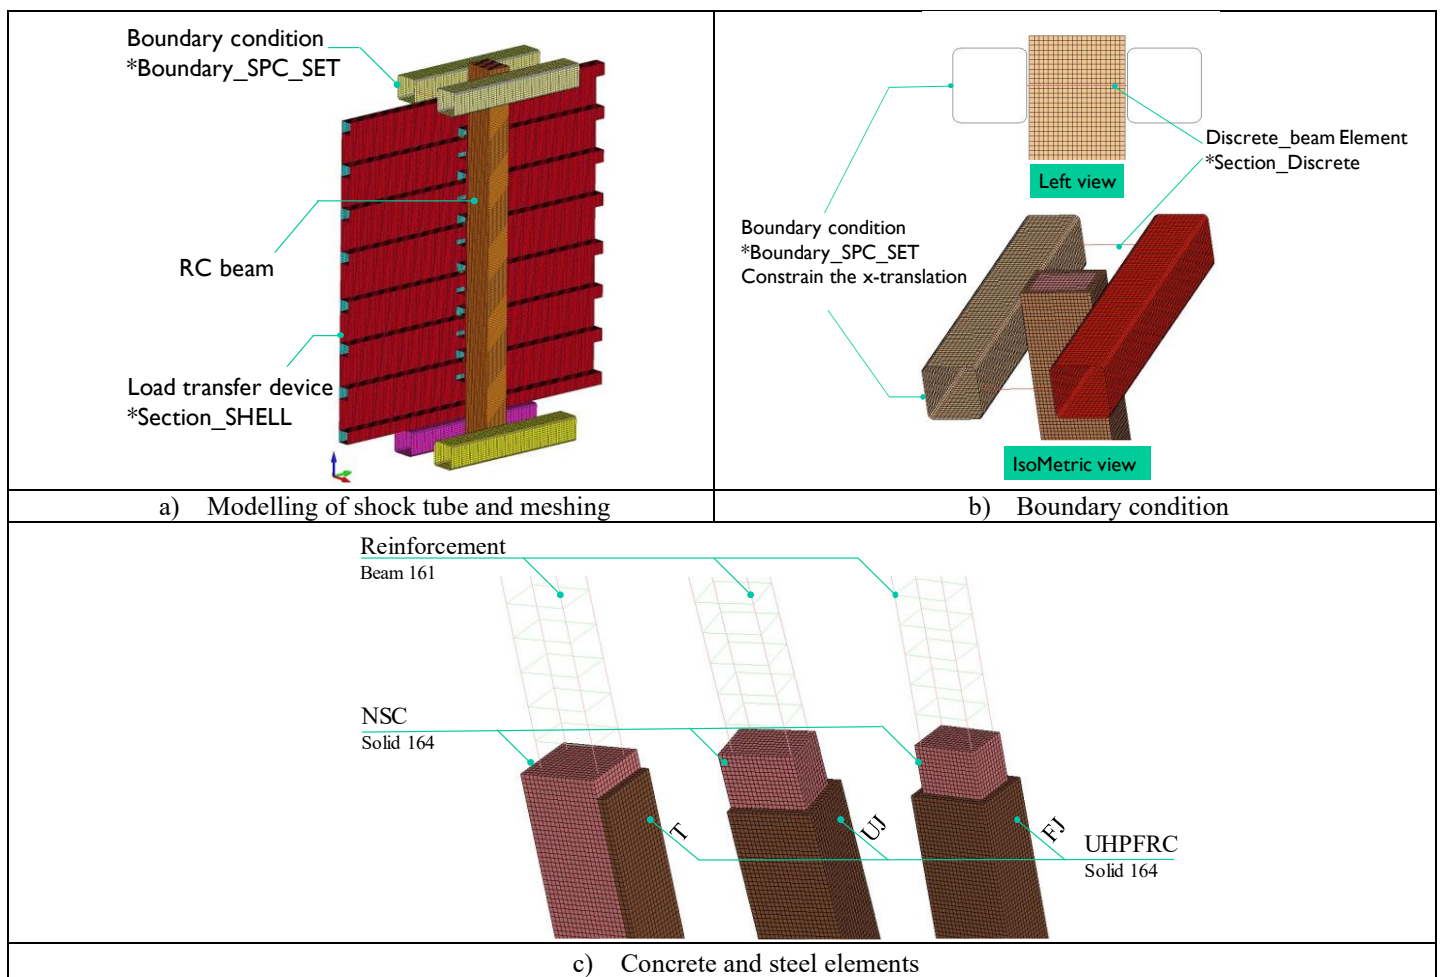 Boundary condition
*Boundary_SPC_SET
RC beam
Load transfer device
*Section_SHELL
a) Modelling of shock tube and meshing
Discrete_beam Element
*Section_Discrete
Left view
Boundary condition
*Boundary_SPC_SET
Constrain the x-translation
IsoMetric view
b) Boundary condition
Reinforcement
Beam 161
NSC
Solid 164
T
UJ
FJ
UHPFRC
Solid 164
c) Concrete and steel elements